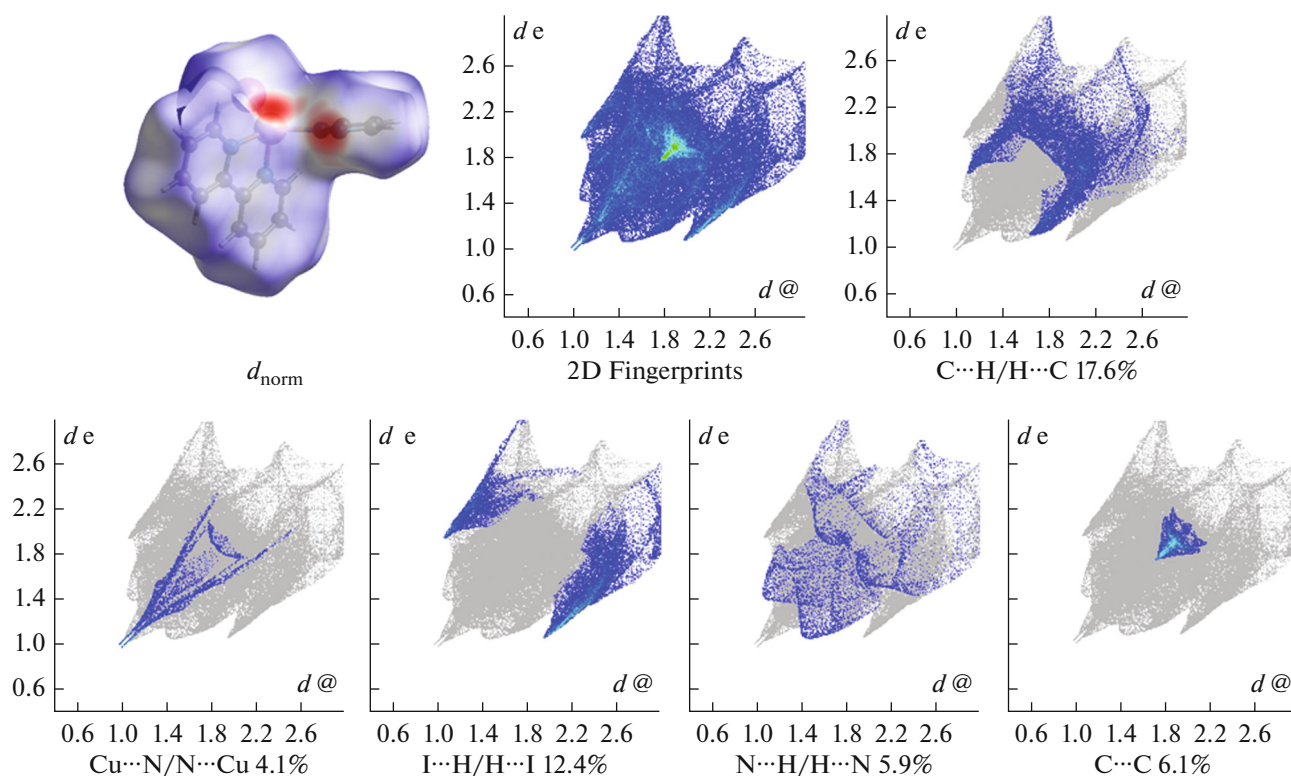 d e
2.6
2.2
1.8
1.4
1.0
0.6
d @
0.6 1.0 1.4 1.8 2.2 2.6
2D Fingerprints
d e
2.6
2.2
1.8
1.4
1.0
0.6
d @
0.6 1.0 1.4 1.8 2.2 2.6
C···H/H···C 17.6%
dnorm
d e
2.6
2.2
1.8
1.4
1.0
0.6
d @
0.6 1.0 1.4 1.8 2.2 2.6
Cu···N/N···Cu 4.1%
d e
d @
0.6 1.0 1.4 1.8 2.2 2.6
I···H/H···I 12.4%
d e
d @
0.6 1.0 1.4 1.8 2.2 2.6
N···H/H···N 5.9%
d e
d @
0.6 1.0 1.4 1.8 2.2 2.6
C···C 6.1%